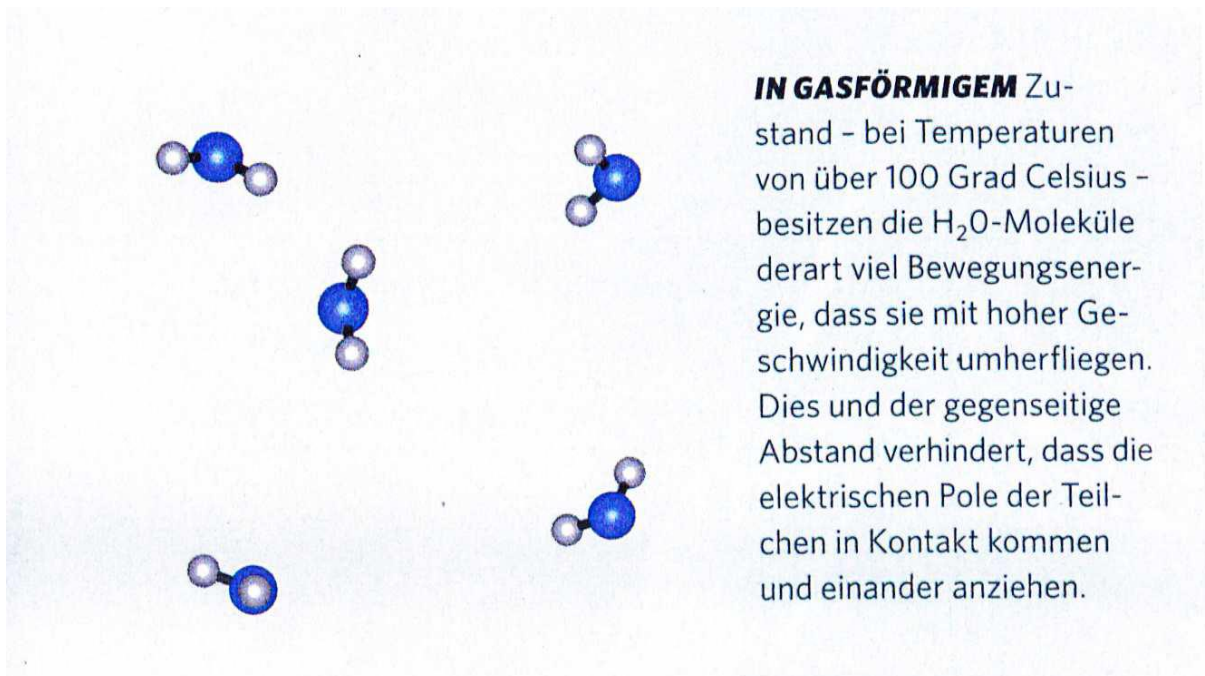 IN GASFÖRMIGEM Zu-
stand – bei Temperaturen
von über 100 Grad Celsius –
besitzen die H₂O-Moleküle
derart viel Bewegungsener-
gie, dass sie mit hoher Ge-
schwindigkeit umherfliegen.
Dies und der gegenseitige
Abstand verhindert, dass die
elektrischen Pole der Teil-
chen in Kontakt kommen
und einander anziehen.